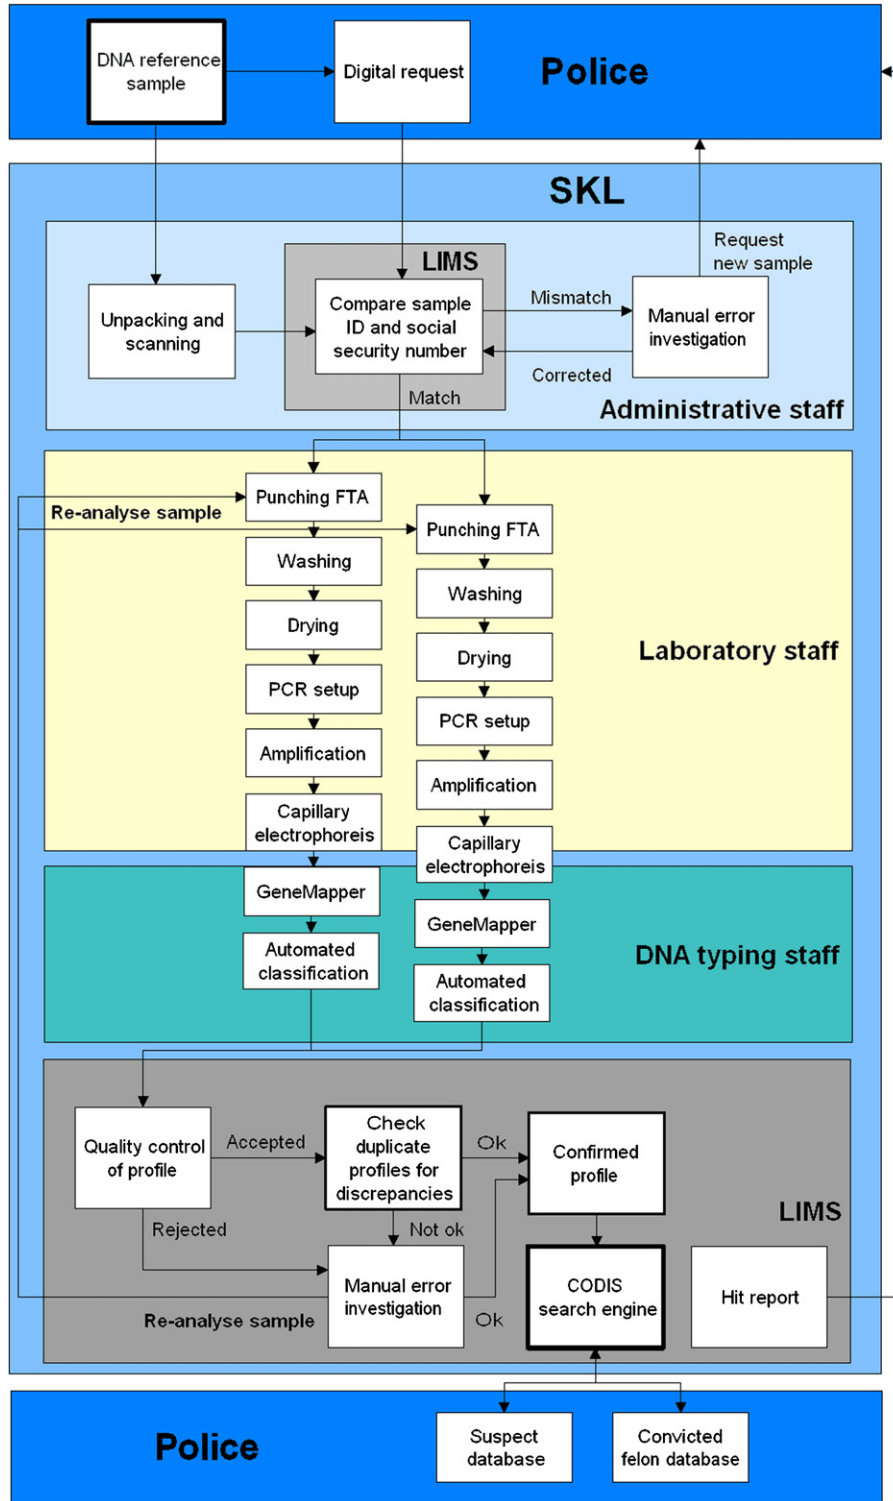 DNA reference
sample
Digital request
Police
SKL
LIMS
Request
new sample
Unpacking and
scanning
Compare sample
ID and social
security number
Mismatch
Manual error
investigation
Corrected
Match
Administrative staff
Punching FTA
Re-analyse sample
Punching FTA
Washing
Washing
Drying
Drying
Laboratory staff
PCR setup
PCR setup
Amplification
Amplification
Capillary
electrophoreis
Capillary
electrophoreis
GeneMapper
GeneMapper
DNA typing staff
Automated
classification
Automated
classification
Quality control
of profile
Accepted
Check
duplicate
profiles for
discrepancies
Ok
Confirmed
profile
LIMS
Rejected
Not ok
Manual error
investigation
CODIS
search engine
Hit report
Re-analyse sample
Ok
Police
Suspect
database
Convicted
felon database